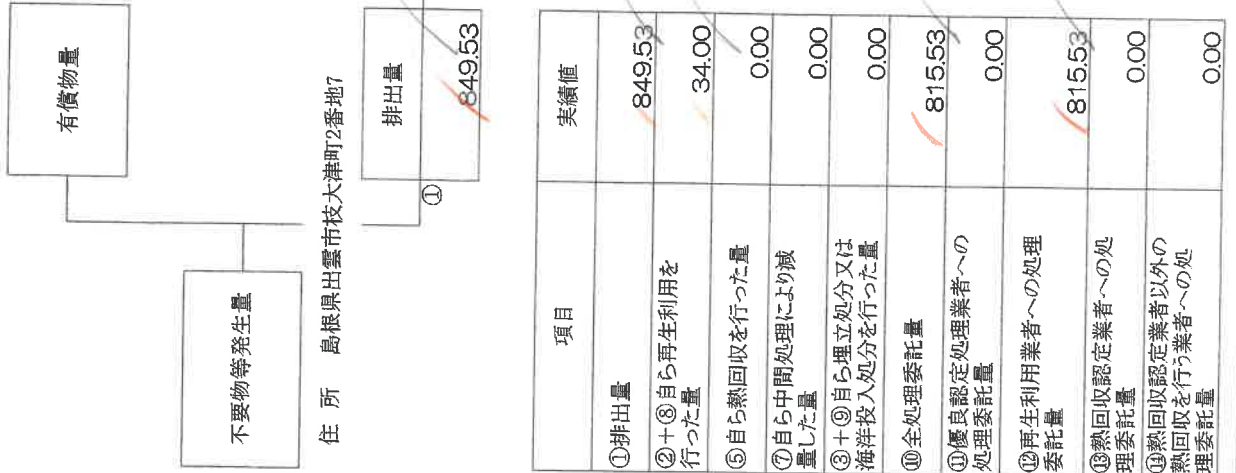 有償物量
不要物等発生量
住 所 島根県出雲市枝大津町2番地7
排出量
①
849.53
項目
実績値
①排出量
849.53
②+⑧自ら再生利用を
行った量
34.00
⑤自ら熱回収を行った量
0.00
⑦自ら中間処理により減
量した量
0.00
③+⑨自ら埋立処分又は
海洋投入処分を行った量
0.00
⑩全処理委託量
815.53
⑪優良認定処理業者への
処理委託量
0.00
⑫再生利用業者への処理
委託量
815.53
⑬熱回収認定業者への処
理委託量
0.00
⑭熱回収認定業者以外の
熱回収を行う業者への処
理委託量
0.00